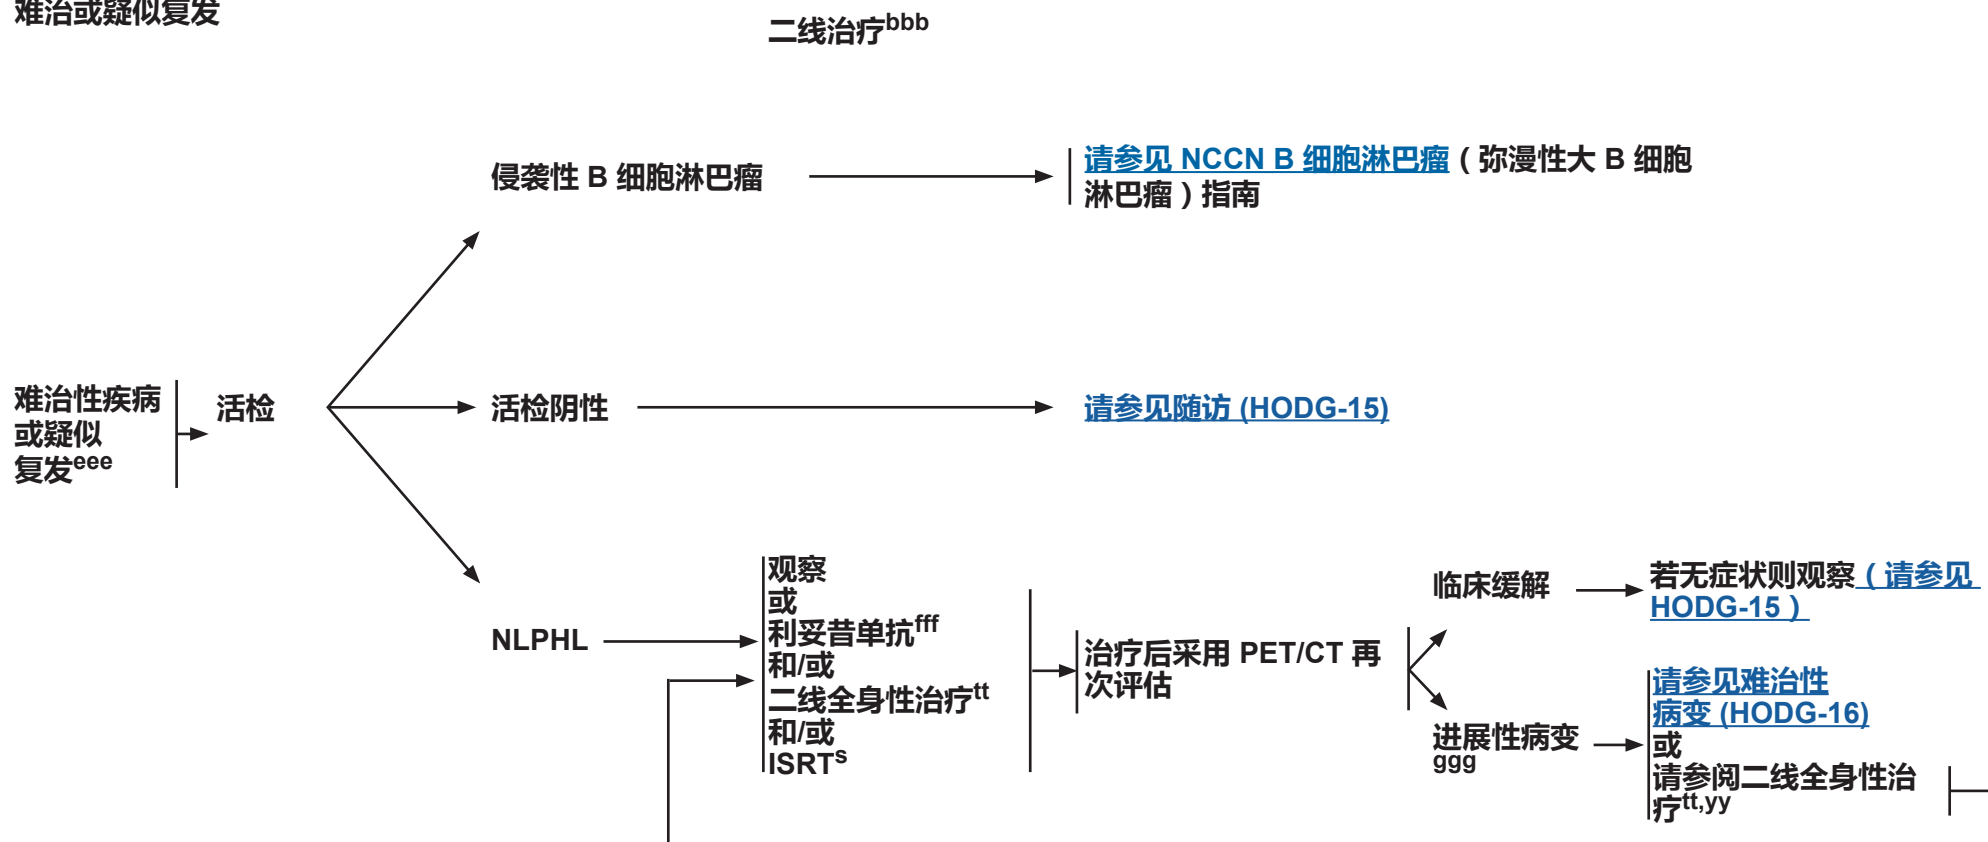 难治或疑似复发
二线治疗bbb
侵袭性 B 细胞淋巴瘤
请参见 NCCN B 细胞淋巴瘤（弥漫性大 B 细胞
淋巴瘤）指南
难治性疾病
或疑似
复发eee
活检
活检阴性
请参见随访 (HODG-15)
NLPHL
观察
或
利妥昔单抗fff
和/或
二线全身性治疗tt
和/或
ISRTs
治疗后采用 PET/CT 再
次评估
临床缓解
若无症状则观察（请参见
HODG-15）
进展性病变
ggg
请参见难治性
病变 (HODG-16)
或
请参阅二线全身性治
疗tt,yy